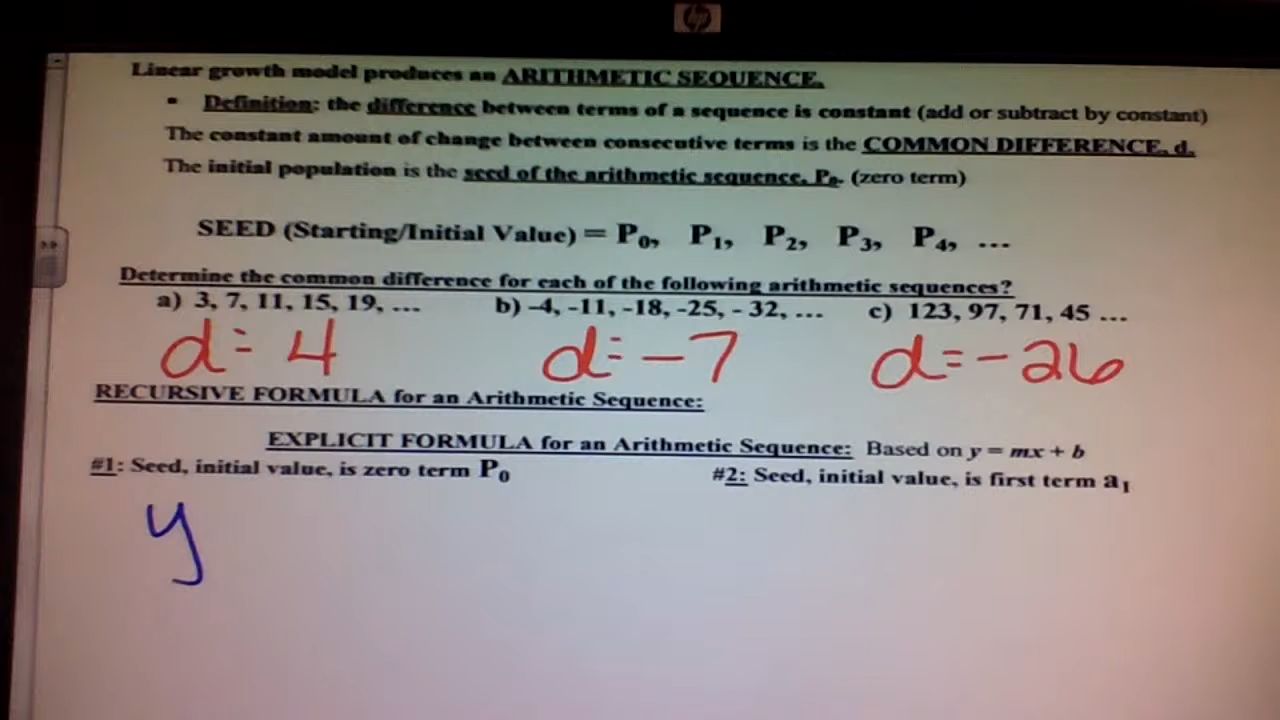 hp
Linear growth model produces an ARITHMETIC SEQUENCE.
▪ Definition: the difference between terms of a sequence is constant (add or subtract by constant)
The constant amount of change between consecutive terms is the COMMON DIFFERENCE, d.
The initial population is the seed of the arithmetic sequence, P₀. (zero term)
SEED (Starting/Initial Value) = P₀, P₁, P₂, P₃, P₄, ...
Determine the common difference for each of the following arithmetic sequences?
a) 3, 7, 11, 15, 19, ... b) –4, -11, -18, -25, - 32, ... c) 123, 97, 71, 45 ...
d = 4 d = -7 d = -26
RECURSIVE FORMULA for an Arithmetic Sequence:
EXPLICIT FORMULA for an Arithmetic Sequence: Based on y = mx + b
#1: Seed, initial value, is zero term P₀ #2: Seed, initial value, is first term a₁
y